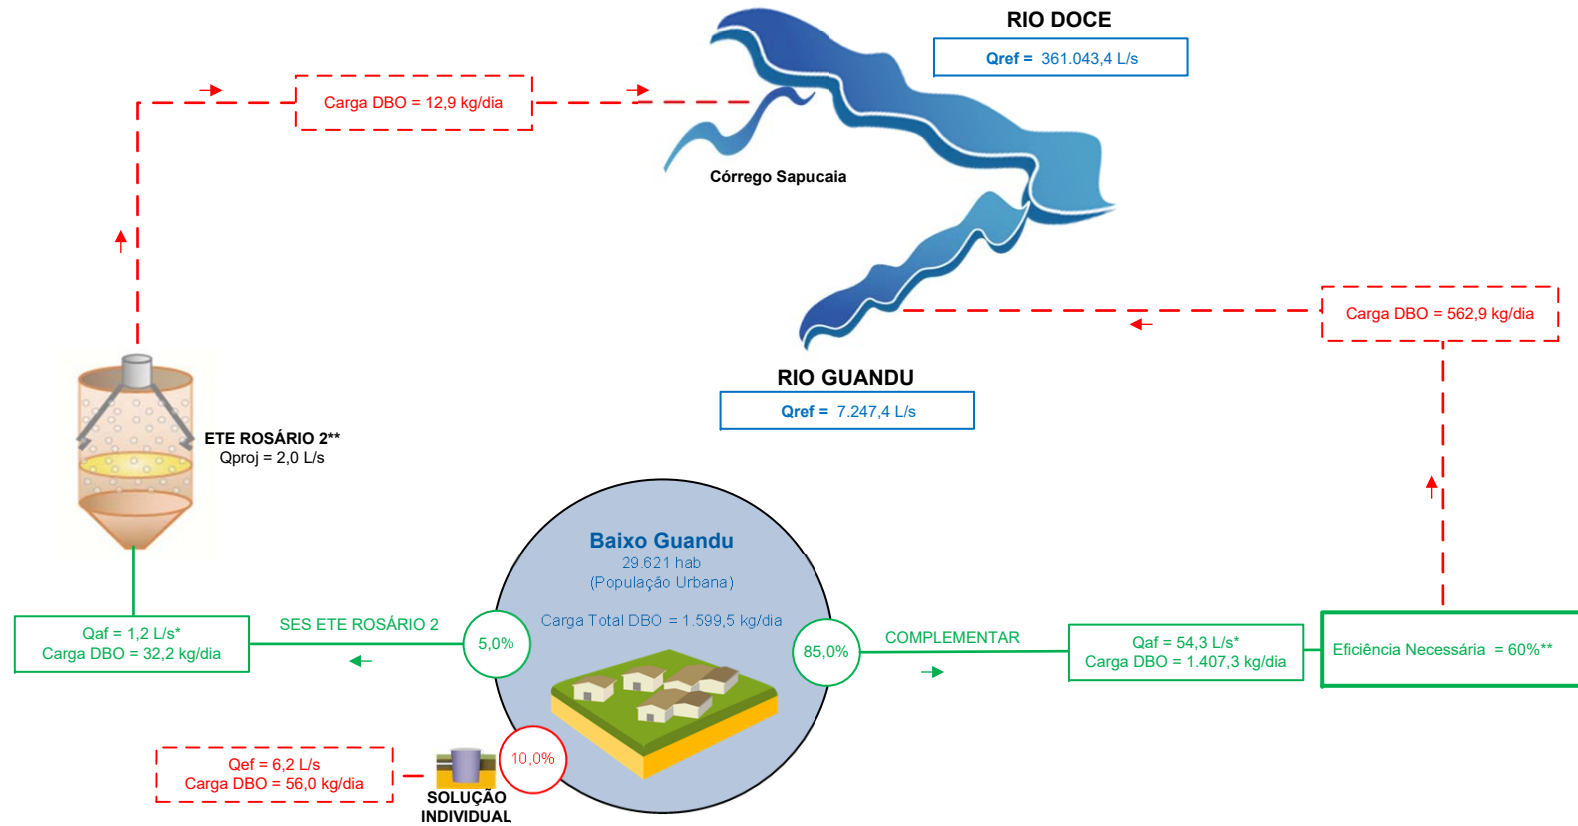 RIO DOCE
Qref = 361.043,4 L/s
Carga DBO = 12,9 kg/dia
Córrego Sapucaia
Carga DBO = 562,9 kg/dia
RIO GUANDU
Qref = 7.247,4 L/s
ETE ROSÁRIO 2**
Qproj = 2,0 L/s
Baixo Guandu
29.621 hab
(População Urbana)
Carga Total DBO = 1.599,5 kg/dia
Qaf = 1,2 L/s*
Carga DBO = 32,2 kg/dia
SES ETE ROSÁRIO 2
5,0%
85,0%
COMPLEMENTAR
Qaf = 54,3 L/s*
Carga DBO = 1.407,3 kg/dia
Eficiência Necessária = 60%**
10,0%
Qef = 6,2 L/s
Carga DBO = 56,0 kg/dia
SOLUÇÃO
INDIVIDUAL